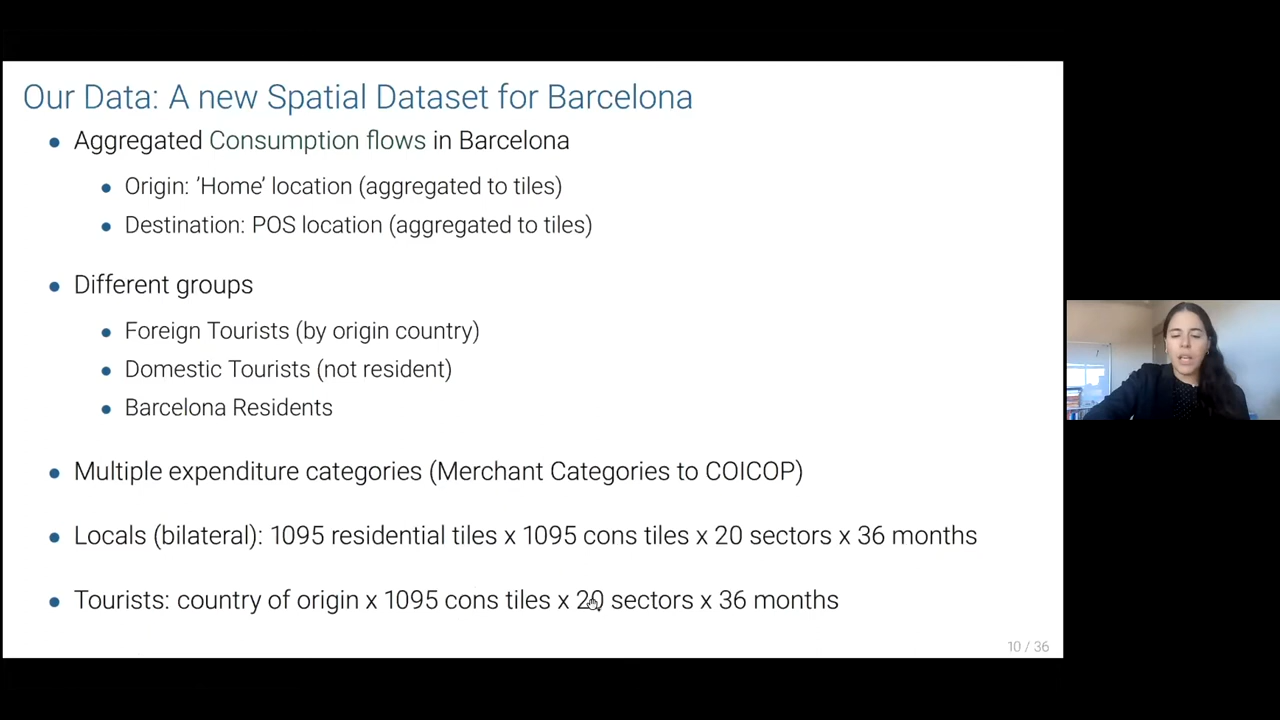 Our Data: A new Spatial Dataset for Barcelona
Aggregated Consumption flows in Barcelona
Origin: 'Home' location (aggregated to tiles)
Destination: POS location (aggregated to tiles)
Different groups
Foreign Tourists (by origin country)
Domestic Tourists (not resident)
Barcelona Residents
Multiple expenditure categories (Merchant Categories to COICOP)
Locals (bilateral): 1095 residential tiles x 1095 cons tiles x 20 sectors x 36 months
Tourists: country of origin x 1095 cons tiles x 20 sectors x 36 months
10 / 36